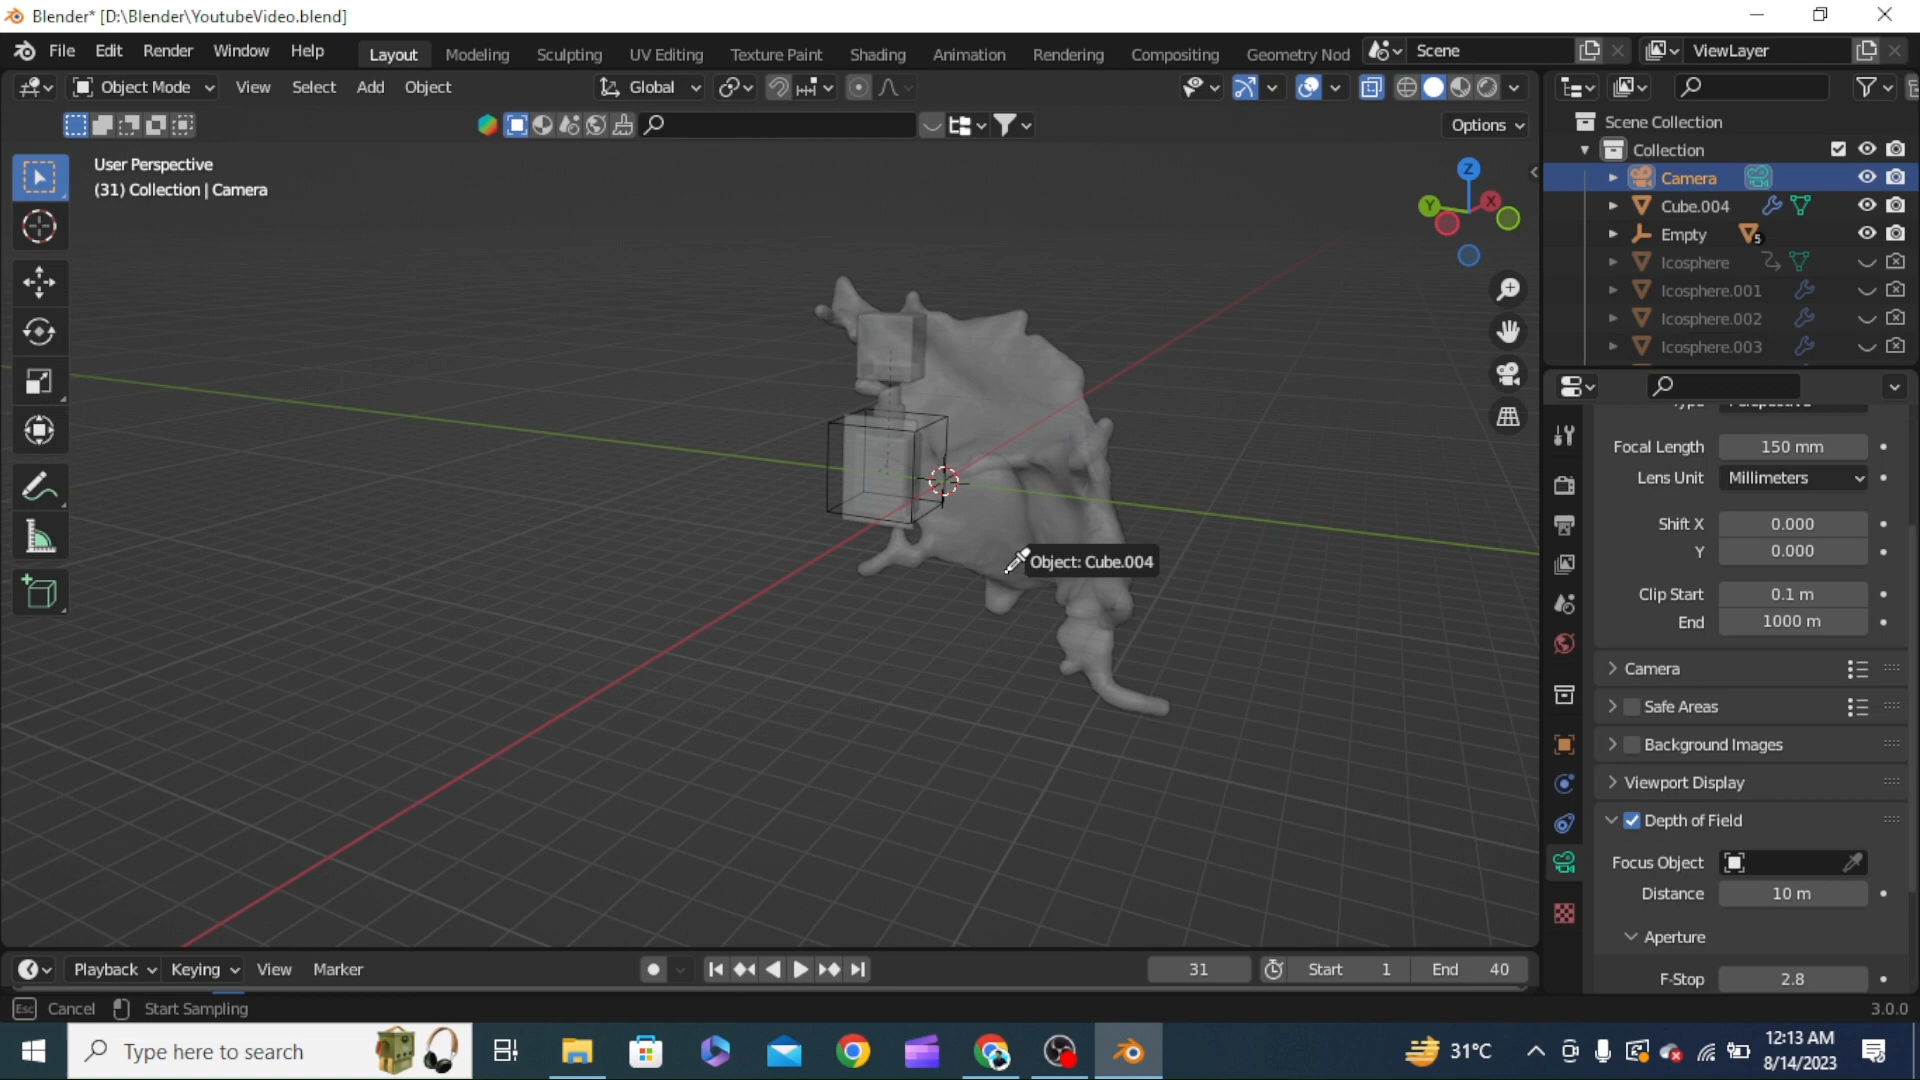 Blender* [D:\Blender\YoutubeVideo.blend]
File Edit Render Window Help Layout Modeling Sculpting UV Editing Texture Paint Shading Animation Rendering Compositing Geometry Nod Scene ViewLayer
Object Mode View Select Add Object Global
Options
User Perspective
(31) Collection | Camera
Z
Y
X
Object: Cube.004
Scene Collection
Collection
Camera
Cube.004
Empty 5
Icosphere
Icosphere.001
Icosphere.002
Icosphere.003
Focal Length 150 mm
Lens Unit Millimeters
Shift X 0.000
Y 0.000
Clip Start 0.1 m
End 1000 m
Camera
Safe Areas
Background Images
Viewport Display
Depth of Field
Focus Object
Distance 10 m
Aperture
F-Stop 2.8
Playback Keying View Marker 31 Start 1 End 40
Esc Cancel Start Sampling 3.0.0
Type here to search 31°C 12:13 AM
8/14/2023